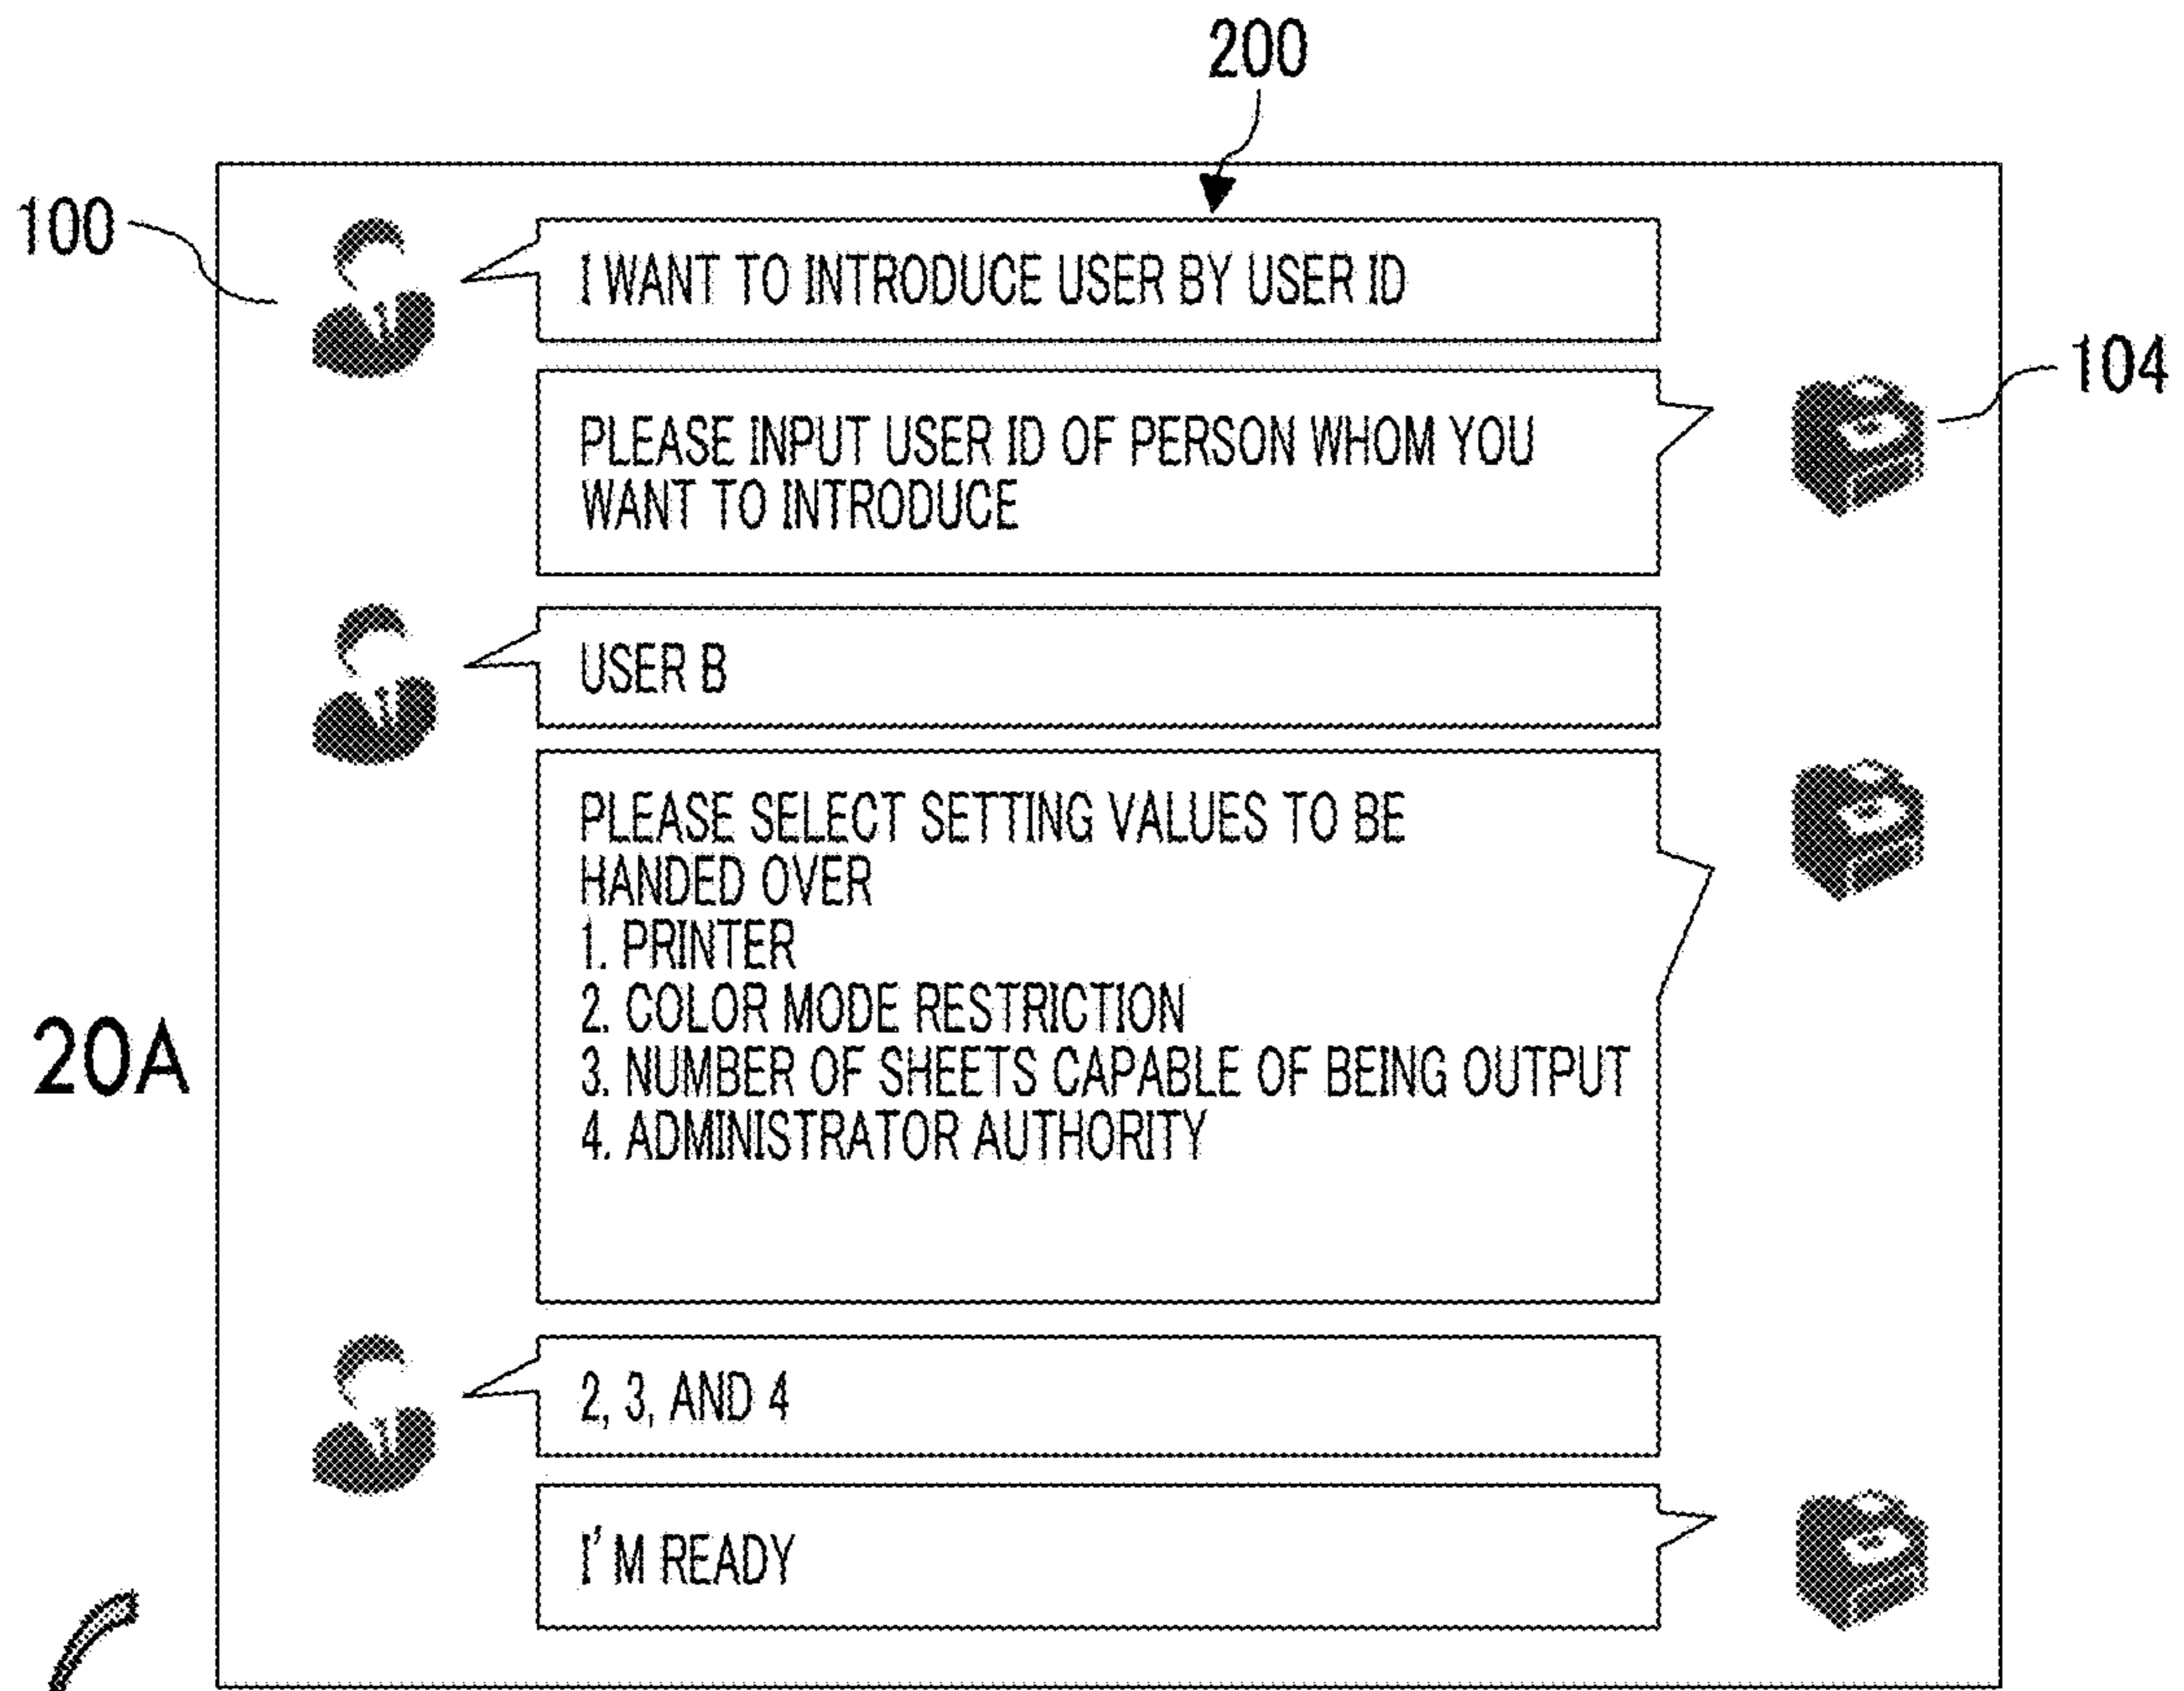 200
100
I WANT TO INTRODUCE USER BY USER ID
104
PLEASE INPUT USER ID OF PERSON WHOM YOU
WANT TO INTRODUCE
USER B
PLEASE SELECT SETTING VALUES TO BE
HANDED OVER
1. PRINTER
2. COLOR MODE RESTRICTION
3. NUMBER OF SHEETS CAPABLE OF BEING OUTPUT
4. ADMINISTRATOR AUTHORITY
20A
2, 3, AND 4
I'M READY